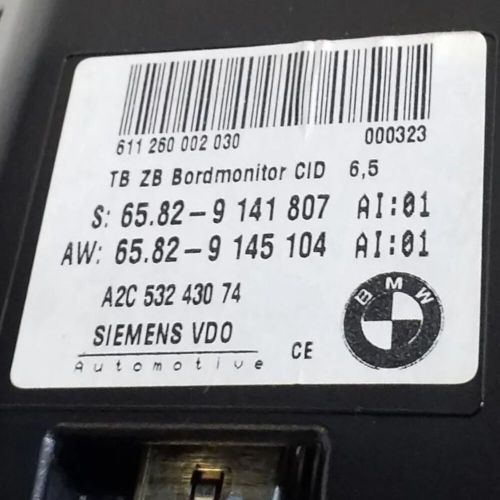 611 260 002 030 000323
TB ZB Bordmonitor CID 6,5
S: 65.82-9 141 807 AI:01
AW: 65.82-9 145 104 AI:01
A2C 532 430 74
SIEMENS VDO
Automotive CE
BMW